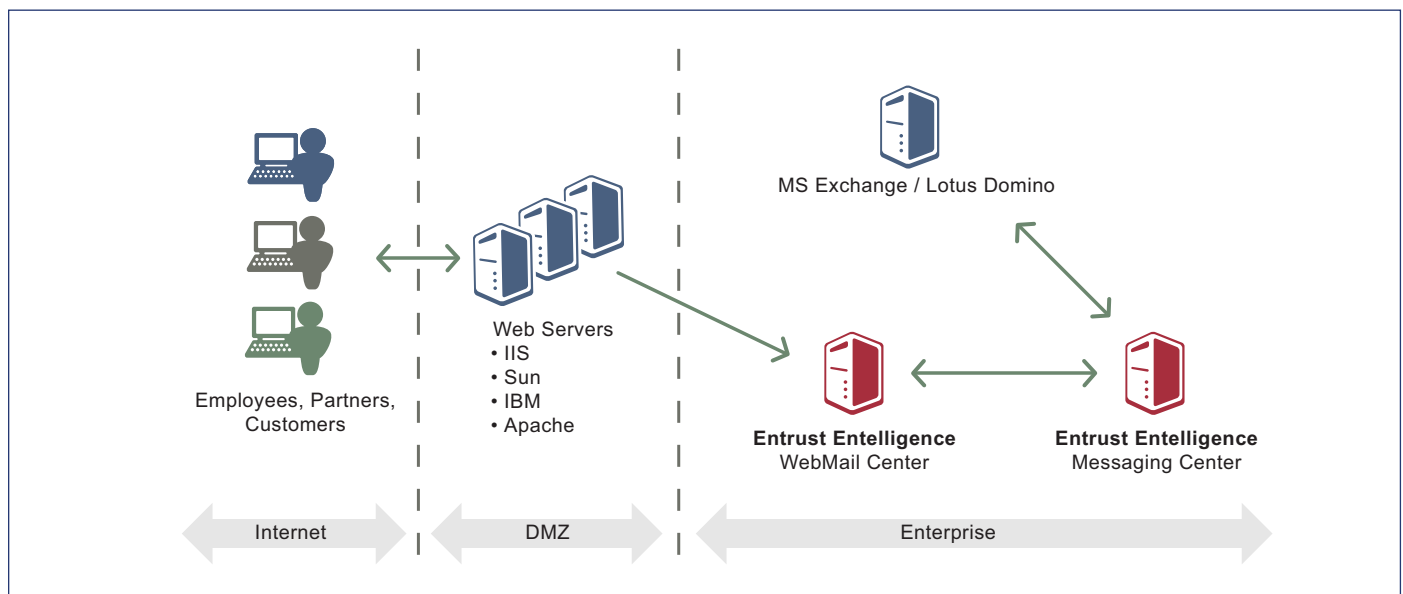 MS Exchange / Lotus Domino
Employees, Partners,
Customers
Web Servers
• IIS
• Sun
• IBM
• Apache
Entrust Entelligence
WebMail Center
Entrust Entelligence
Messaging Center
Internet
DMZ
Enterprise